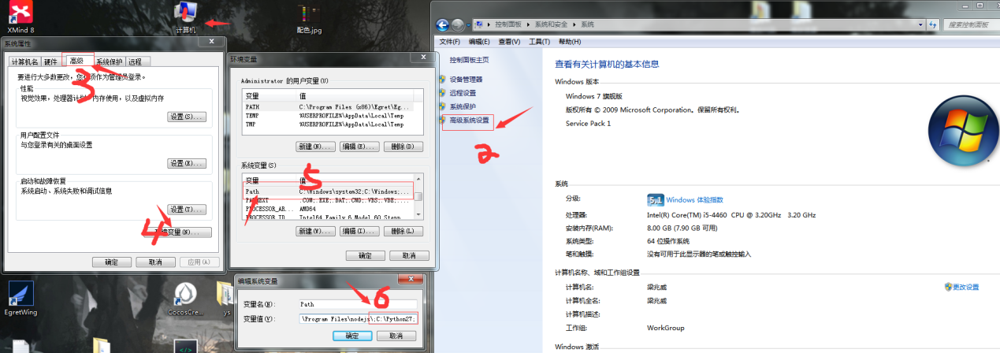 XMind 8
计算机
配色.jpg
系统属性
计算机名
硬件
高级
系统保护
远程
要进行大多数更改，您必须作为管理员登录。
性能
视觉效果，处理器计划，内存使用，以及虚拟内存
设置(S)...
用户配置文件
与您登录有关的桌面设置
设置(E)...
启动和故障恢复
系统启动、系统失败和调试信息
设置(T)...
环境变量(N)...
确定
取消
应用(A)
3
4
环境变量
Administrator 的用户变量(U)
变量 值
PATH C:\Program Files (x86)\Egret\Eg...
TEMP %USERPROFILE%\AppData\Local\Temp
TMP %USERPROFILE%\AppData\Local\Temp
新建(N)... 编辑(E)... 删除(D)
系统变量(S)
5
变量 值
Path C:\Windows\system32;C:\Windows;...
PATHEXT .COM;.EXE;.BAT;.CMD;.VBS;.VBE;...
PROCESSOR_AR... AMD64
PROCESSOR_ID Intel64 Family 6 Model 60 Stepp
新建(W)... 编辑(I)... 删除(L)
确定 取消
编辑系统变量
6
变量名(N): Path
变量值(V): \Program Files\nodejs\;C:\Python27;
确定 取消
EgretWing
CocosCre...
ys
控制面板 系统和安全 系统
搜索控制面板
文件(F) 编辑(E) 查看(V) 工具(T) 帮助(H)
控制面板主页
设备管理器
远程设置
系统保护
高级系统设置
2
查看有关计算机的基本信息
Windows 版本
Windows 7 旗舰版
版权所有 © 2009 Microsoft Corporation。保留所有权利。
Service Pack 1
系统
分级: 5.1 Windows 体验指数
处理器: Intel(R) Core(TM) i5-4460 CPU @ 3.20GHz 3.20 GHz
安装内存(RAM): 8.00 GB (7.90 GB 可用)
系统类型: 64 位操作系统
笔和触摸: 没有可用于此显示器的笔或触控输入
计算机名称、域和工作组设置
计算机名: 梁兆威
更改设置
计算机全名: 梁兆威
计算机描述:
工作组: WorkGroup
Windows 激活